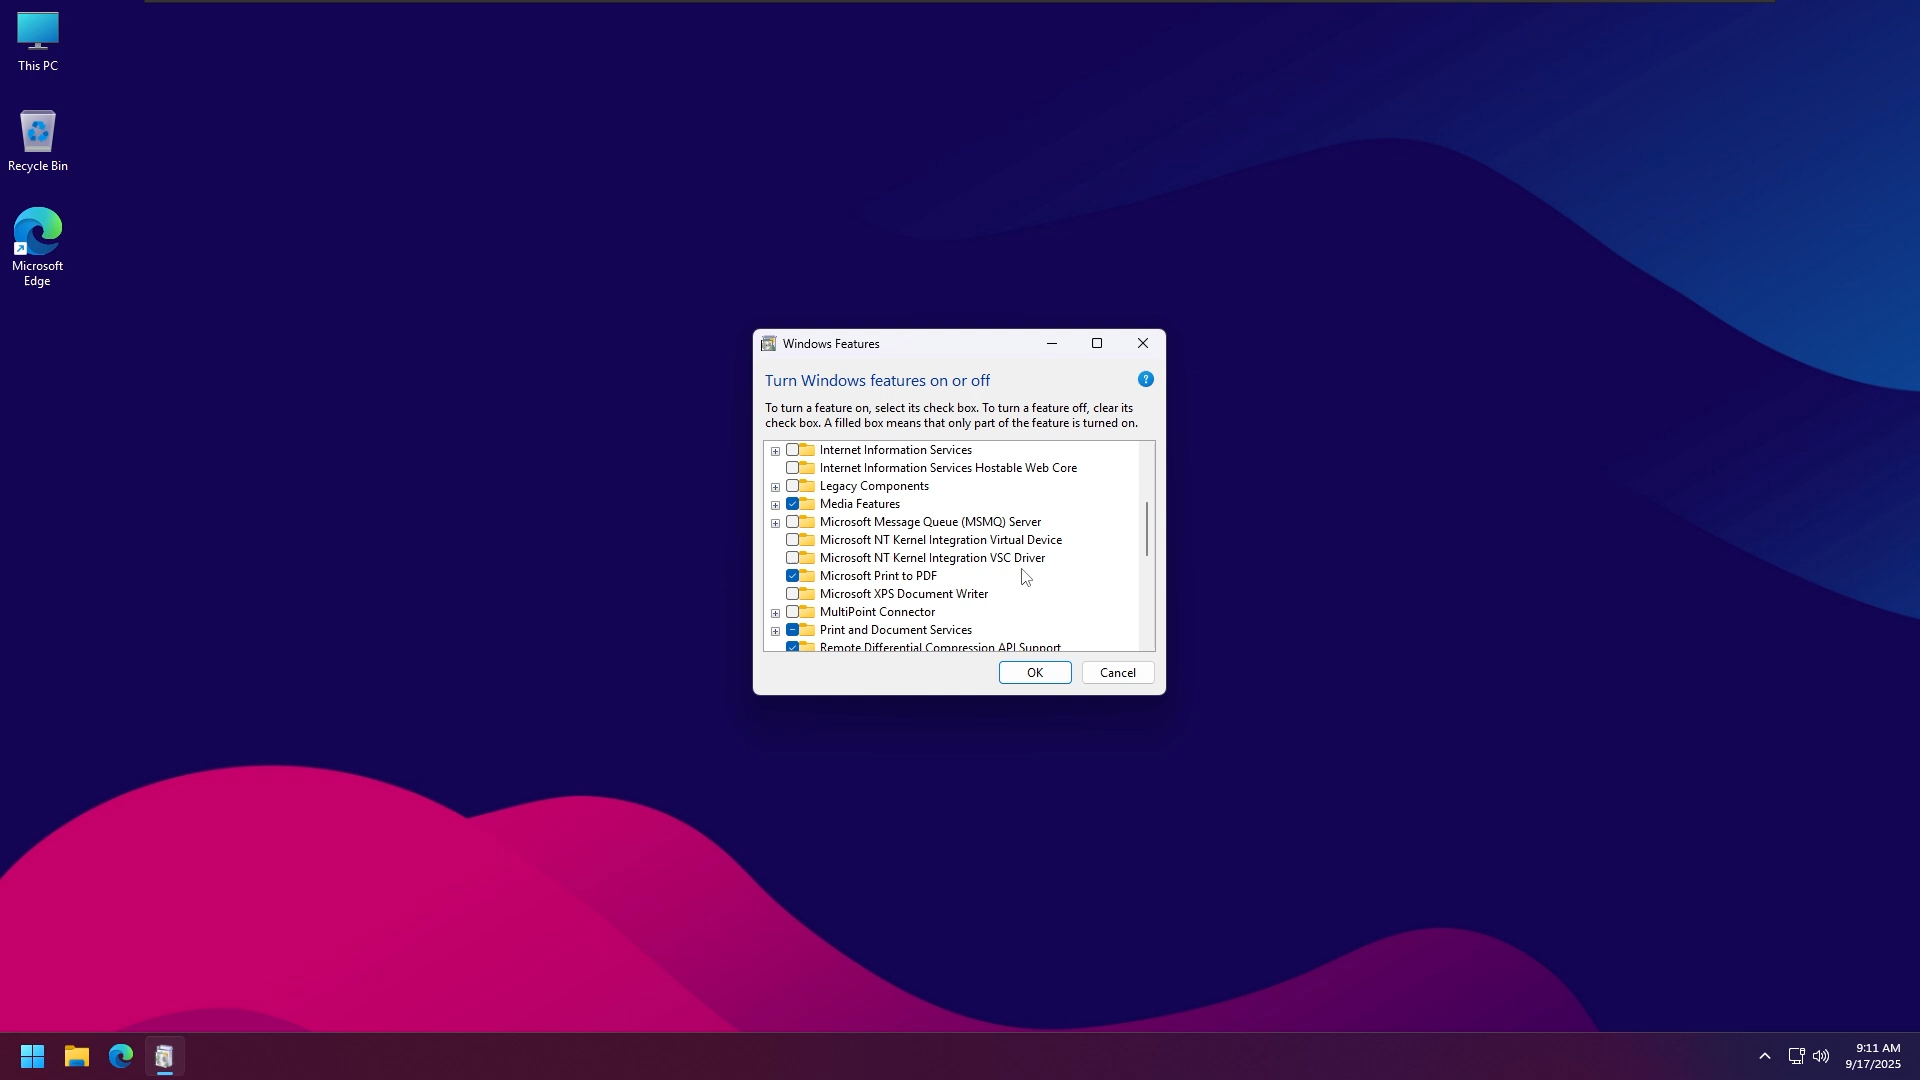 This PC
Recycle Bin
Microsoft
Edge
Windows Features
Turn Windows features on or off
?
To turn a feature on, select its check box. To turn a feature off, clear its
check box. A filled box means that only part of the feature is turned on.
Internet Information Services
Internet Information Services Hostable Web Core
Legacy Components
Media Features
Microsoft Message Queue (MSMQ) Server
Microsoft NT Kernel Integration Virtual Device
Microsoft NT Kernel Integration VSC Driver
Microsoft Print to PDF
Microsoft XPS Document Writer
MultiPoint Connector
Print and Document Services
Remote Differential Compression API Support
OK
Cancel
9:11 AM
9/17/2025